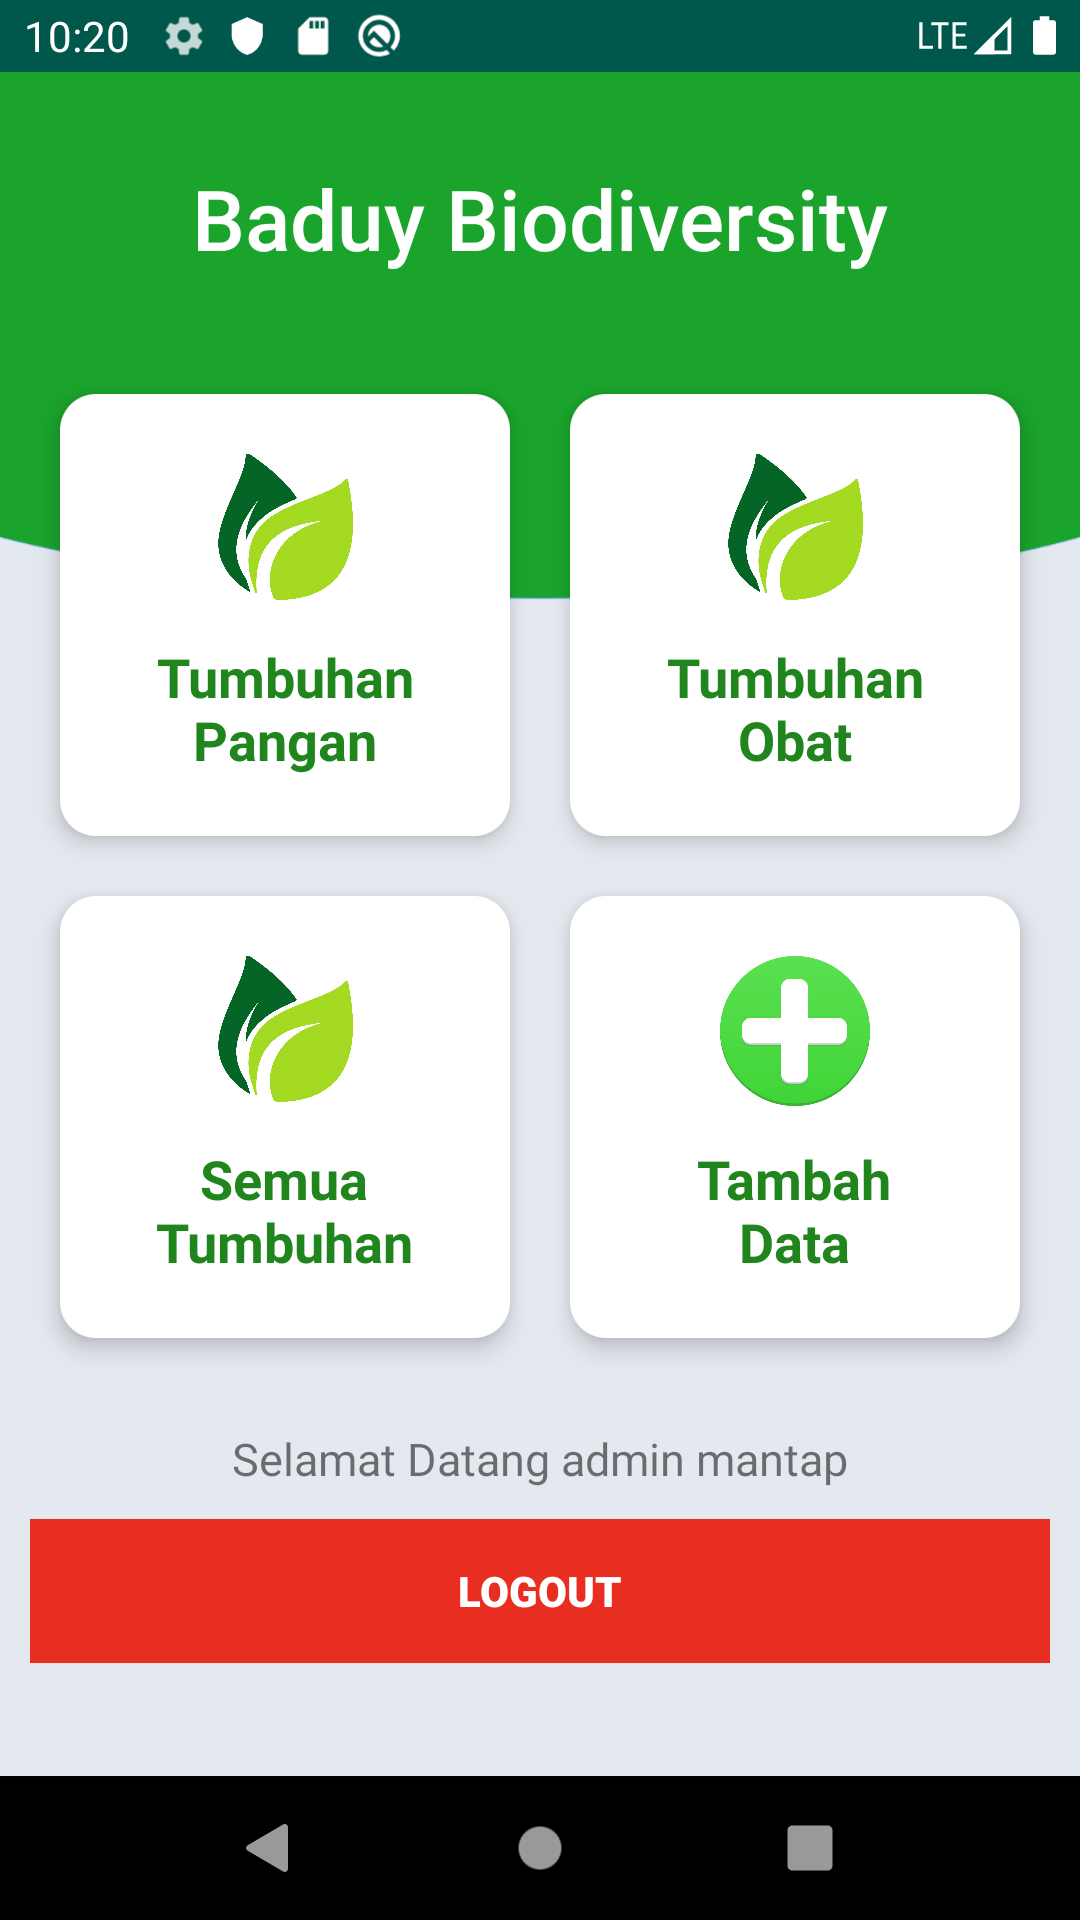 10:20
LTE
Baduy Biodiversity
Tumbuhan
Pangan
Tumbuhan
Obat
Semua
Tumbuhan
Tambah
Data
Selamat Datang admin mantap
LOGOUT